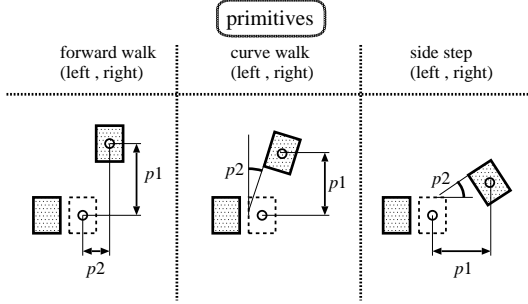 primitives
forward walk
(left , right)
curve walk
(left , right)
side step
(left , right)
p1
p2
p2
p1
p2
p1